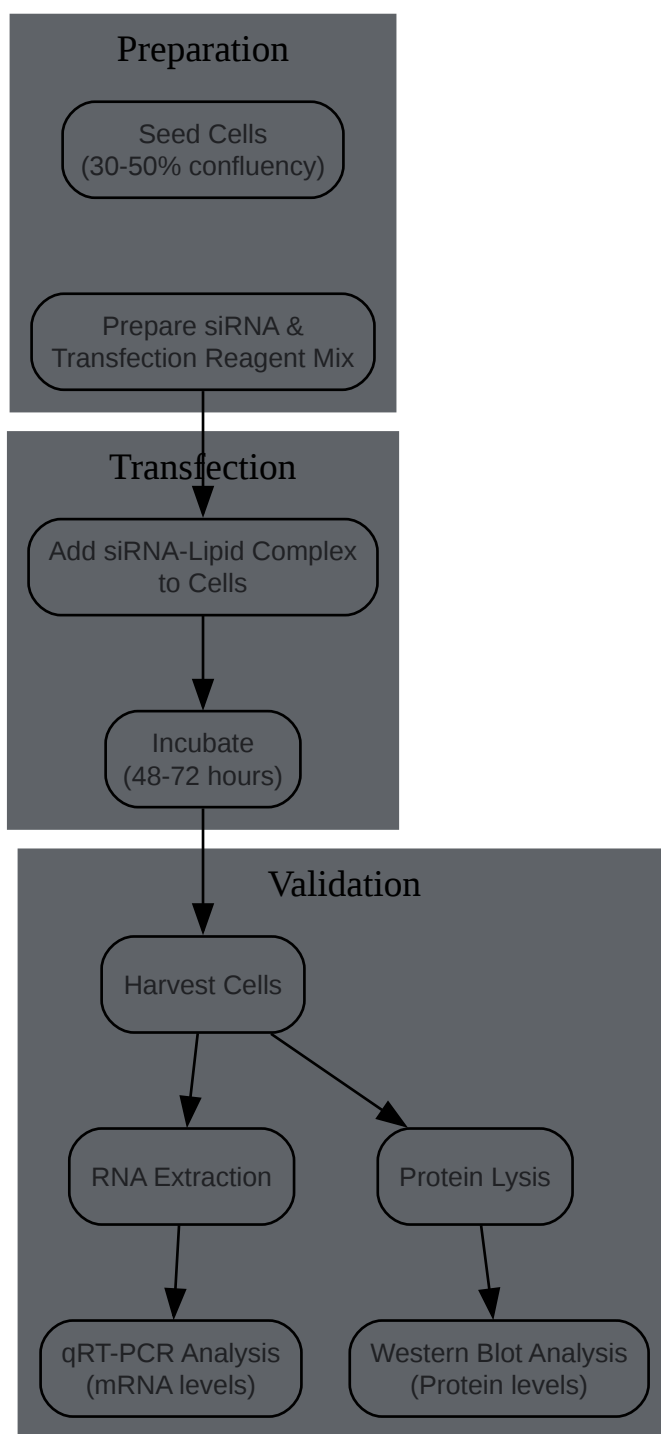 Preparation
Seed Cells
(30-50% confluency)
Prepare siRNA &
Transfection Reagent Mix
Transfection
Add siRNA-Lipid Complex
to Cells
Incubate
(48-72 hours)
Validation
Harvest Cells
RNA Extraction
Protein Lysis
qRT-PCR Analysis
(mRNA levels)
Western Blot Analysis
(Protein levels)